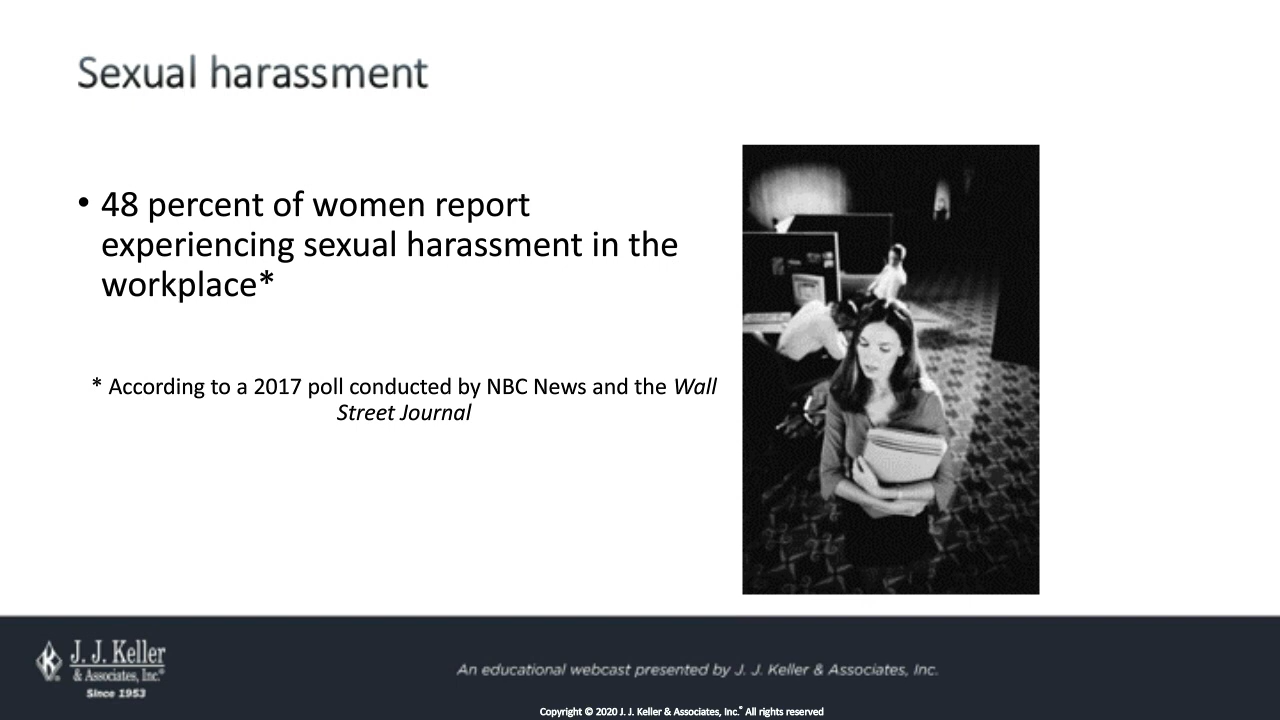 Sexual harassment
• 48 percent of women report
experiencing sexual harassment in the
workplace*
* According to a 2017 poll conducted by NBC News and the Wall
Street Journal
J. J. Keller
& Associates, Inc.®
Since 1953
An educational webcast presented by J. J. Keller & Associates, Inc.
Copyright © 2020 J. J. Keller & Associates, Inc.® All rights reserved